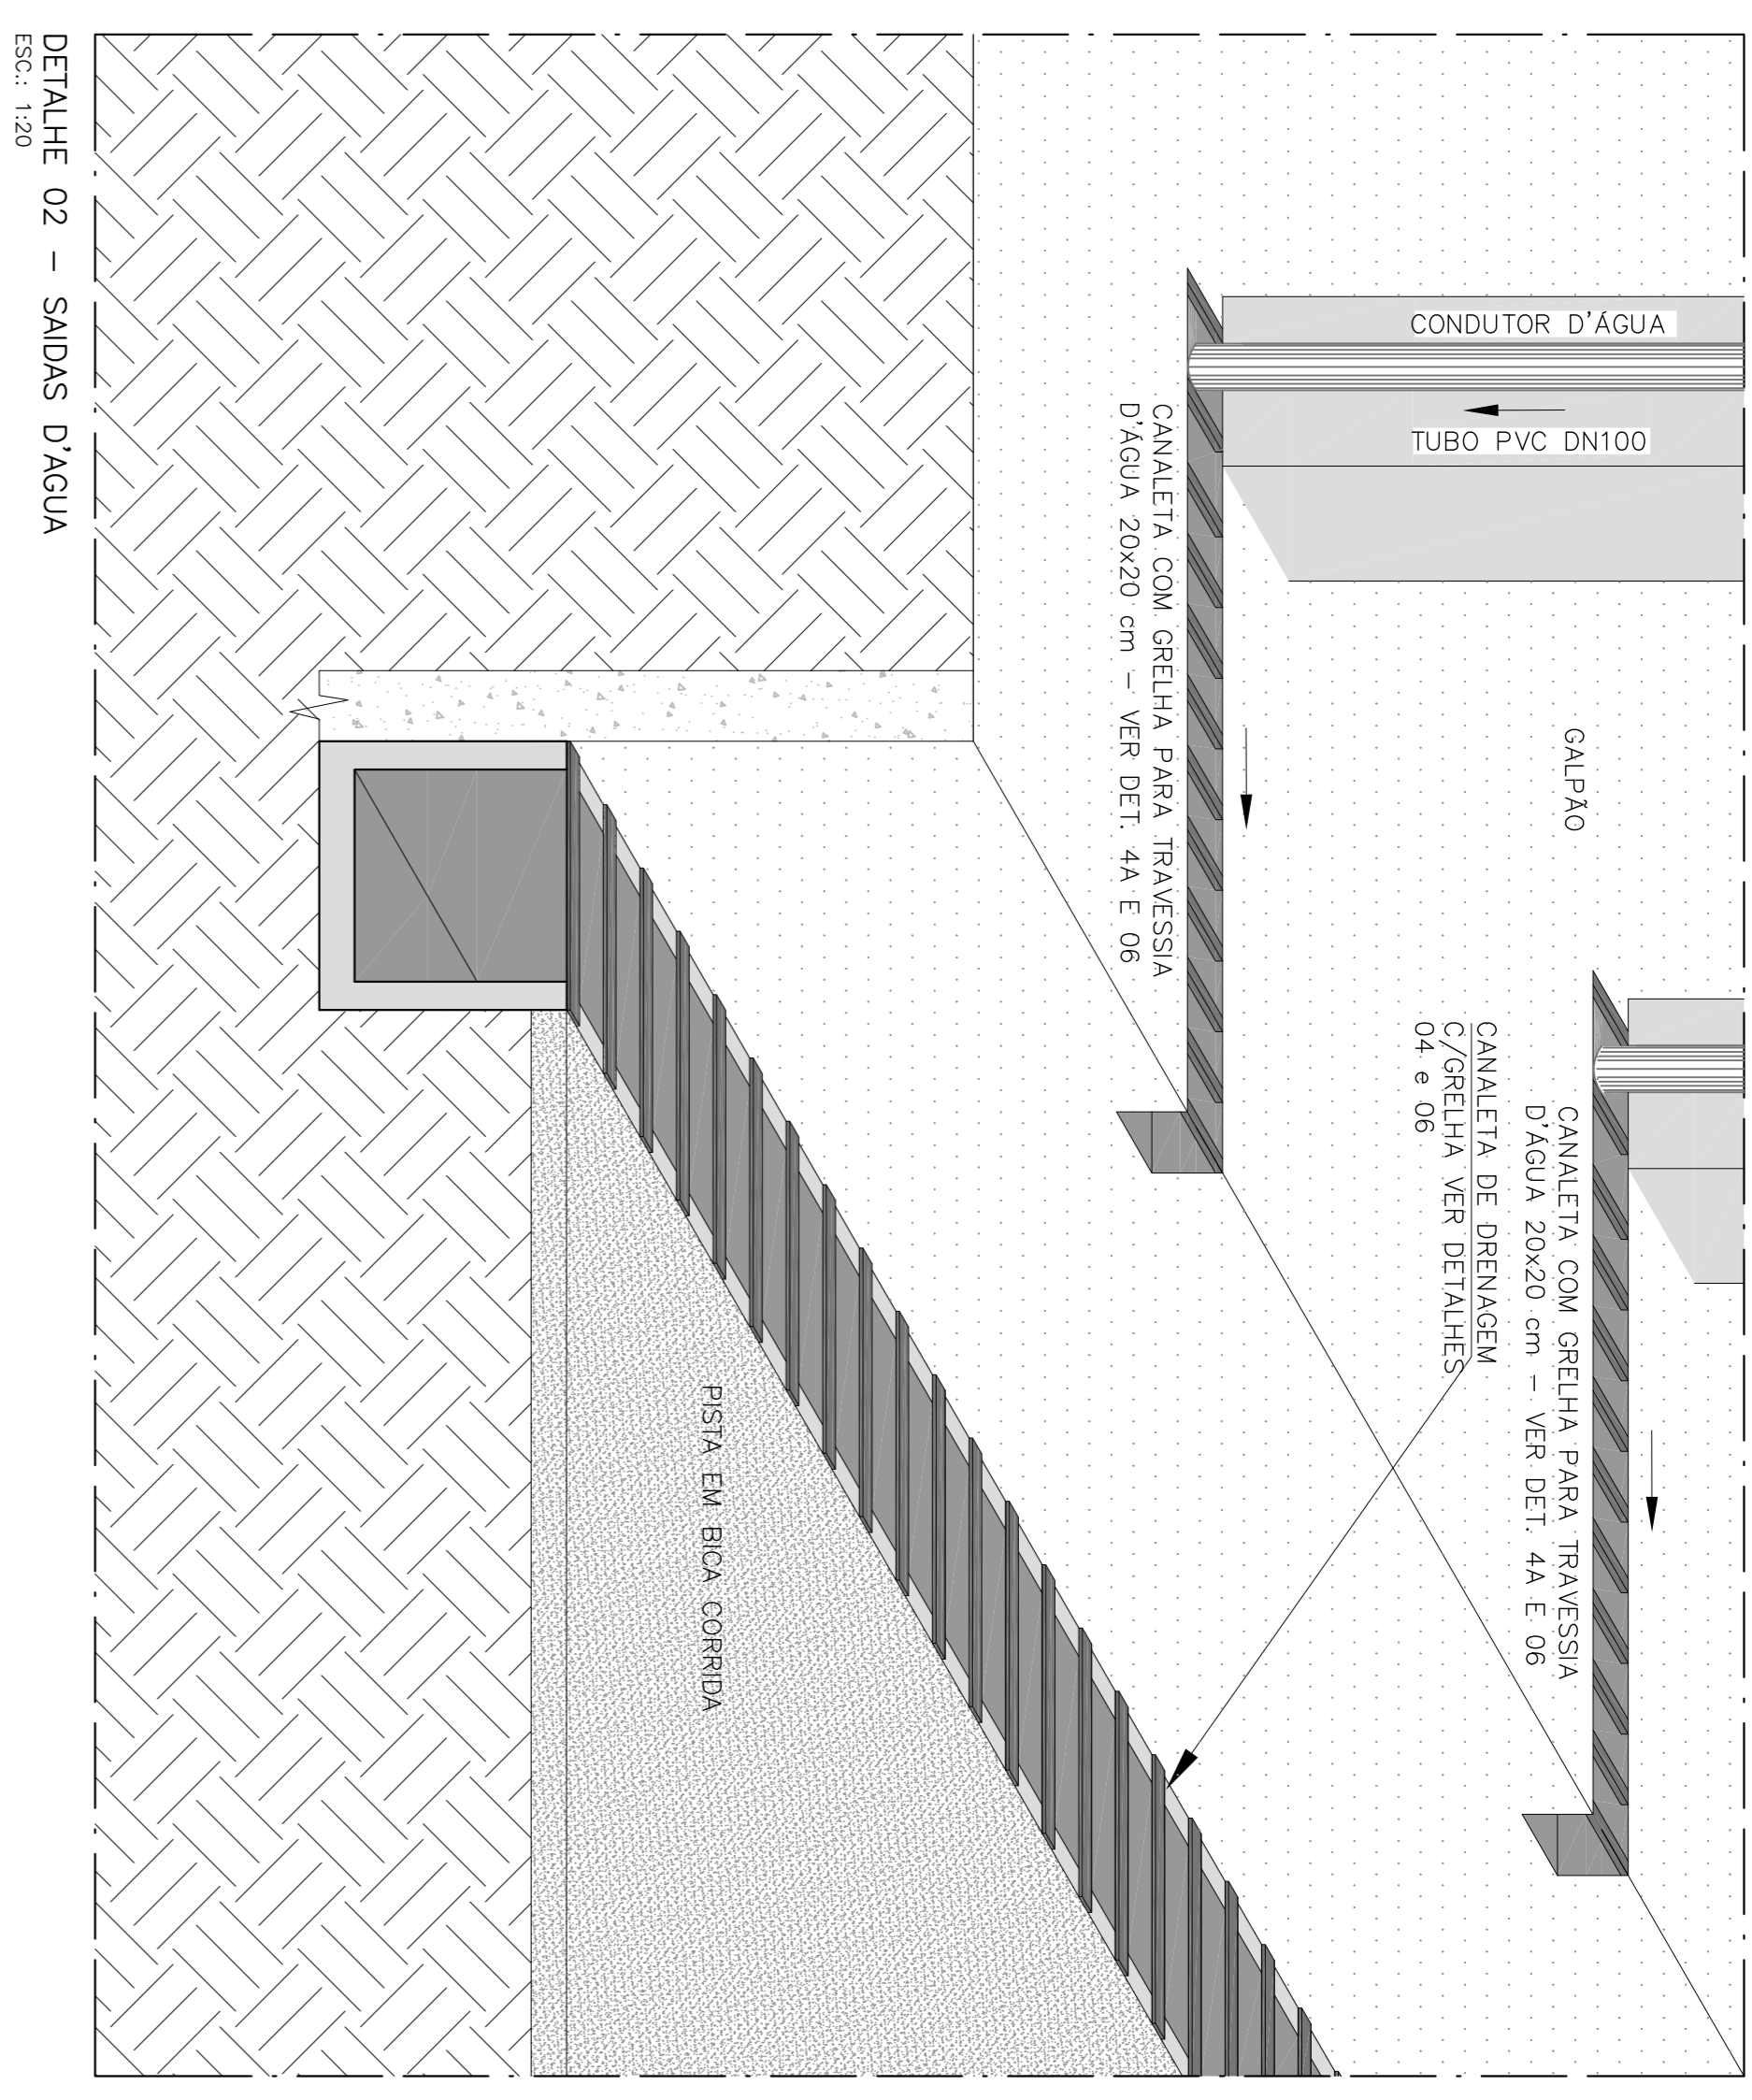 CONDUTOR D'ÁGUA
TUBO PVC DN100
GALPÃO
CANALETA COM GRELHA PARA TRAVESSIA
D'ÁGUA 20x20 cm – VER DET. 4A E 06
CANALETA COM GRELHA PARA TRAVESSIA
D'ÁGUA 20x20 cm – VER DET. 4A E 06
CANALETA DE DRENAGEM
C/GRELHA VER DETALHES
04 e 06
PISTA EM BICA CORRIDA
DETALHE 02 – SAIDAS D'AGUA
ESC.: 1:20